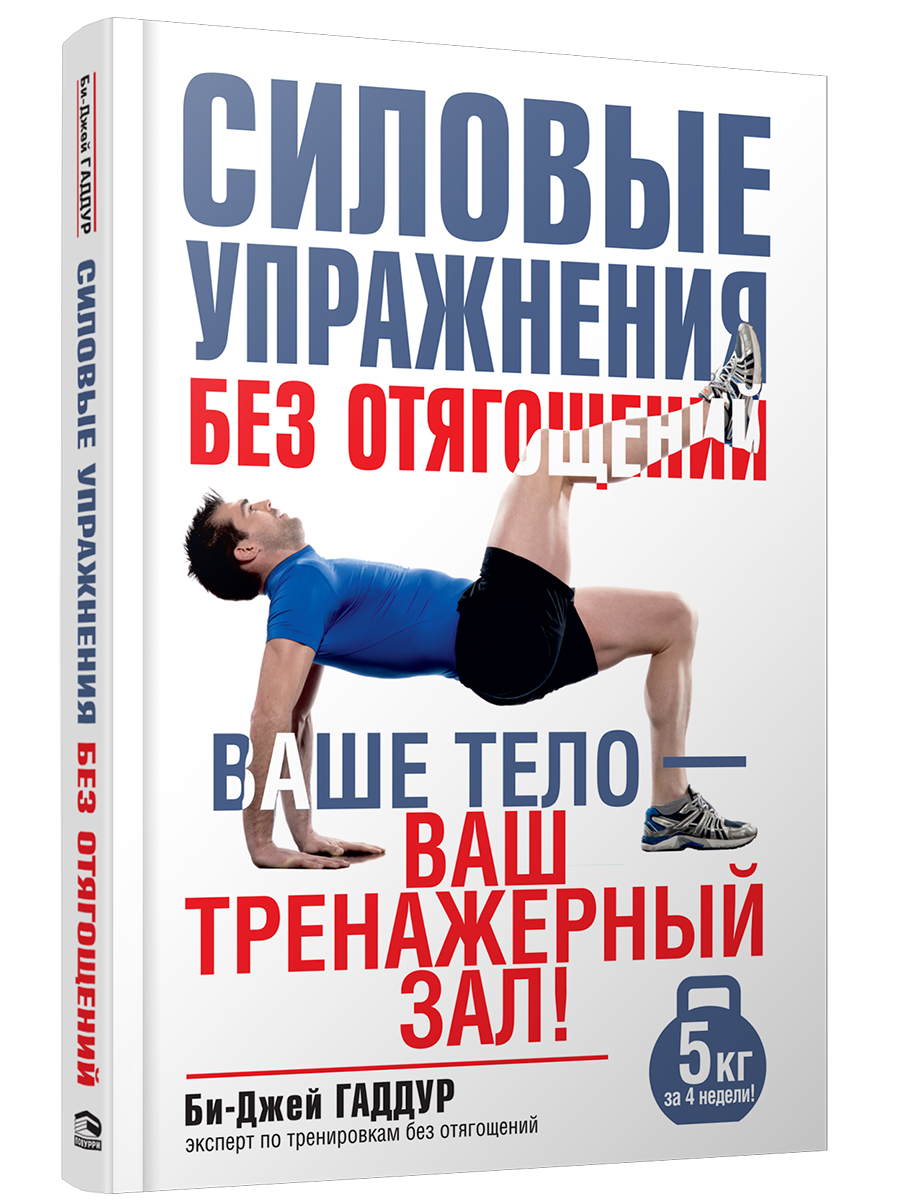 СИЛОВЫЕ
УПРАЖНЕНИЯ
БЕЗ ОТЯГОЩЕНИЙ
ВАШЕ ТЕЛО —
ВАШ
ТРЕНАЖЕРНЫЙ
ЗАЛ!
5 кг
за 4 недели!
Би-Джей ГАДДУР
эксперт по тренировкам без отягощений
Би-Джей ГАДДУР
СИЛОВЫЕ УПРАЖНЕНИЯ БЕЗ ОТЯГОЩЕНИЙ
ПОПУРРИ